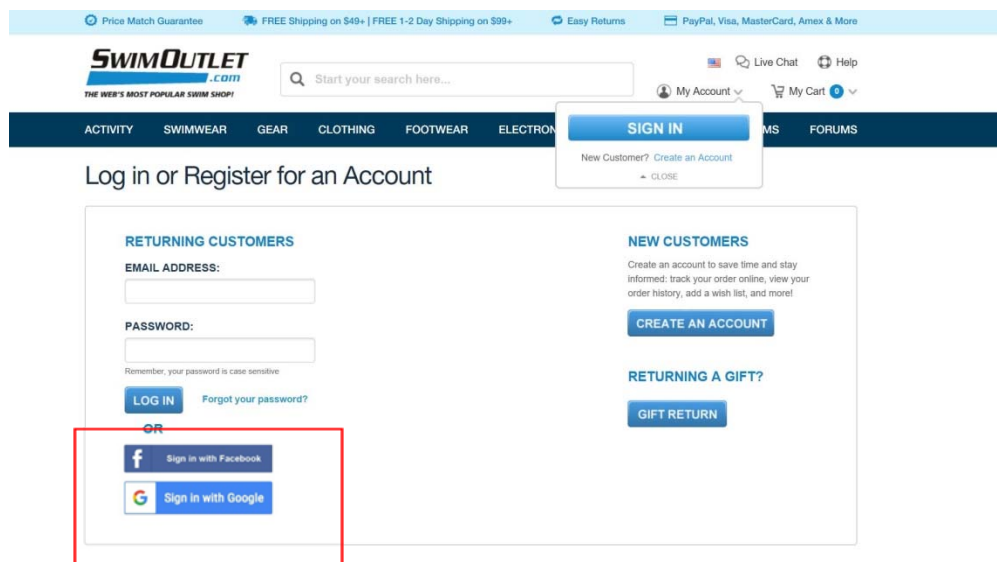 Price Match Guarantee
FREE Shipping on $49+ | FREE 1-2 Day Shipping on $99+
Easy Returns
PayPal, Visa, MasterCard, Amex & More
SWIMOUTLET
.com
THE WEB'S MOST POPULAR SWIM SHOP!
Start your search here...
Live Chat
Help
My Account
My Cart 0
ACTIVITY SWIMWEAR GEAR CLOTHING FOOTWEAR ELECTRON MS FORUMS
SIGN IN
New Customer? Create an Account
CLOSE
Log in or Register for an Account
RETURNING CUSTOMERS
EMAIL ADDRESS:
PASSWORD:
Remember, your password is case sensitive
LOG IN Forgot your password?
OR
Sign in with Facebook
Sign in with Google
NEW CUSTOMERS
Create an account to save time and stay
informed: track your order online, view your
order history, add a wish list, and more!
CREATE AN ACCOUNT
RETURNING A GIFT?
GIFT RETURN